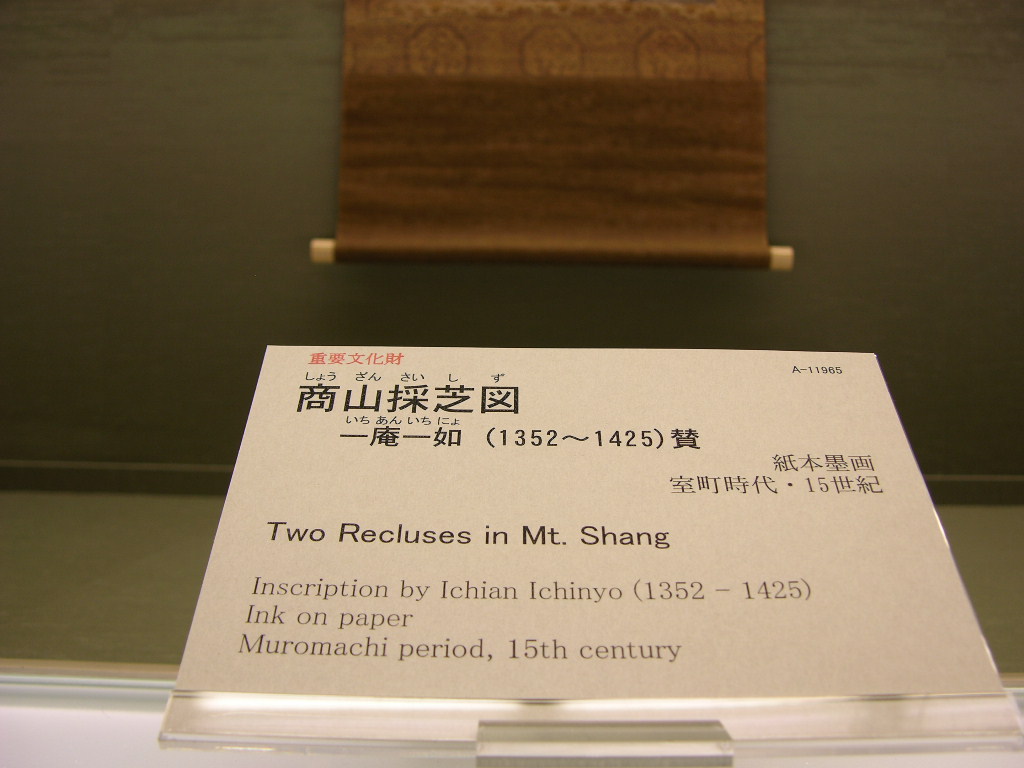 重要文化財
A-11965
しょう ざん さい し ず
商山採芝図
いち あん いち にょ
一庵一如 (1352～1425)賛
紙本墨画
室町時代・15世紀
Two Recluses in Mt. Shang
Inscription by Ichian Ichinyo (1352 – 1425)
Ink on paper
Muromachi period, 15th century